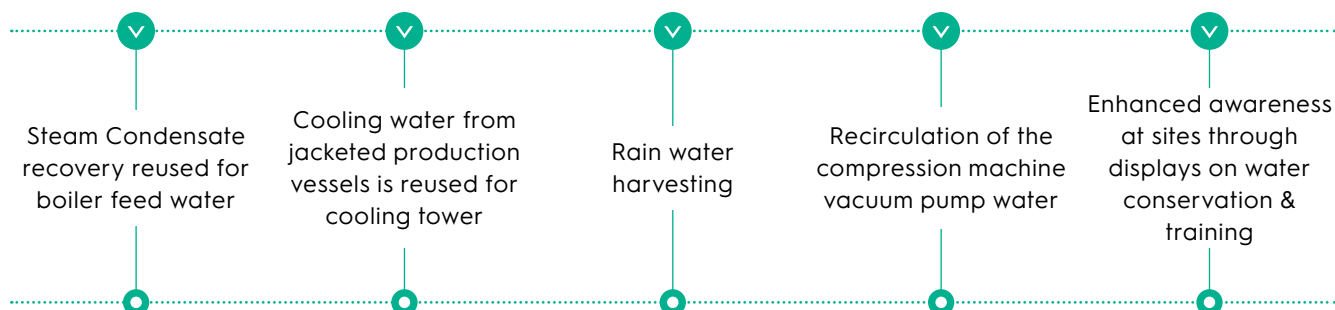 Steam Condensate
recovery reused for
boiler feed water
Cooling water from
jacketed production
vessels is reused for
cooling tower
Rain water
harvesting
Recirculation of the
compression machine
vacuum pump water
Enhanced awareness
at sites through
displays on water
conservation &
training